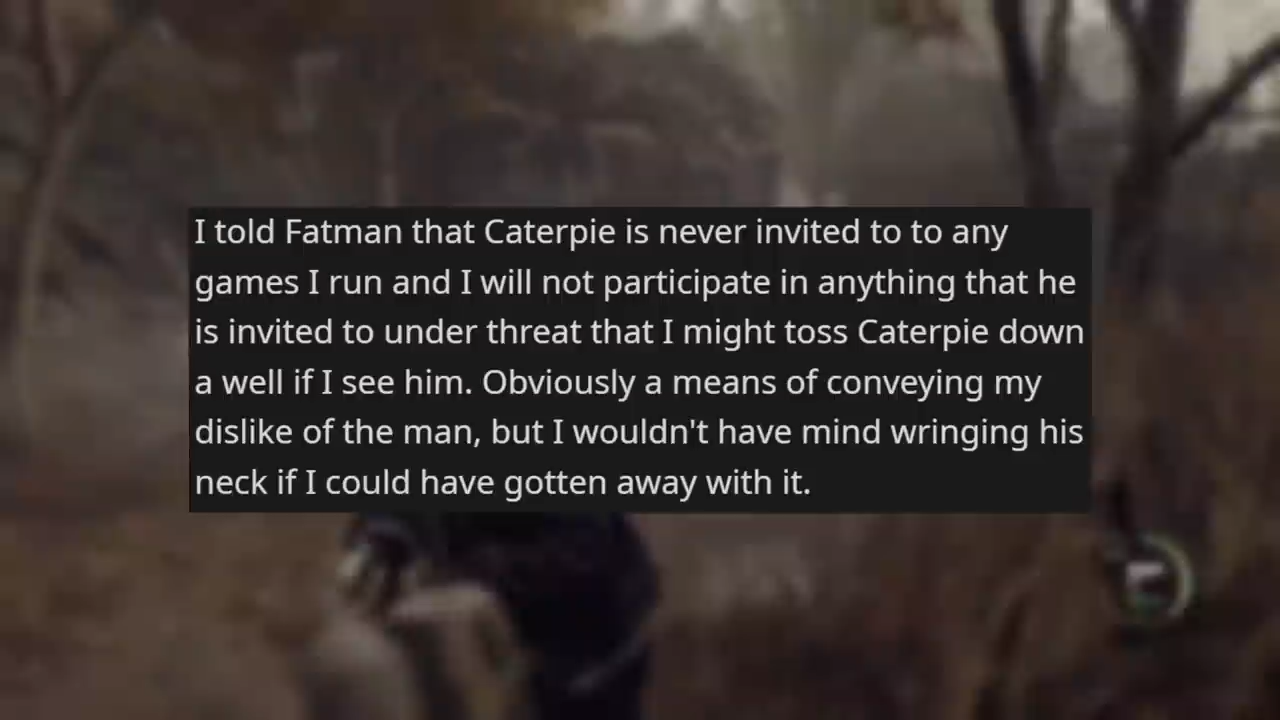 I told Fatman that Caterpie is never invited to to any
games I run and I will not participate in anything that he
is invited to under threat that I might toss Caterpie down
a well if I see him. Obviously a means of conveying my
dislike of the man, but I wouldn't have mind wringing his
neck if I could have gotten away with it.